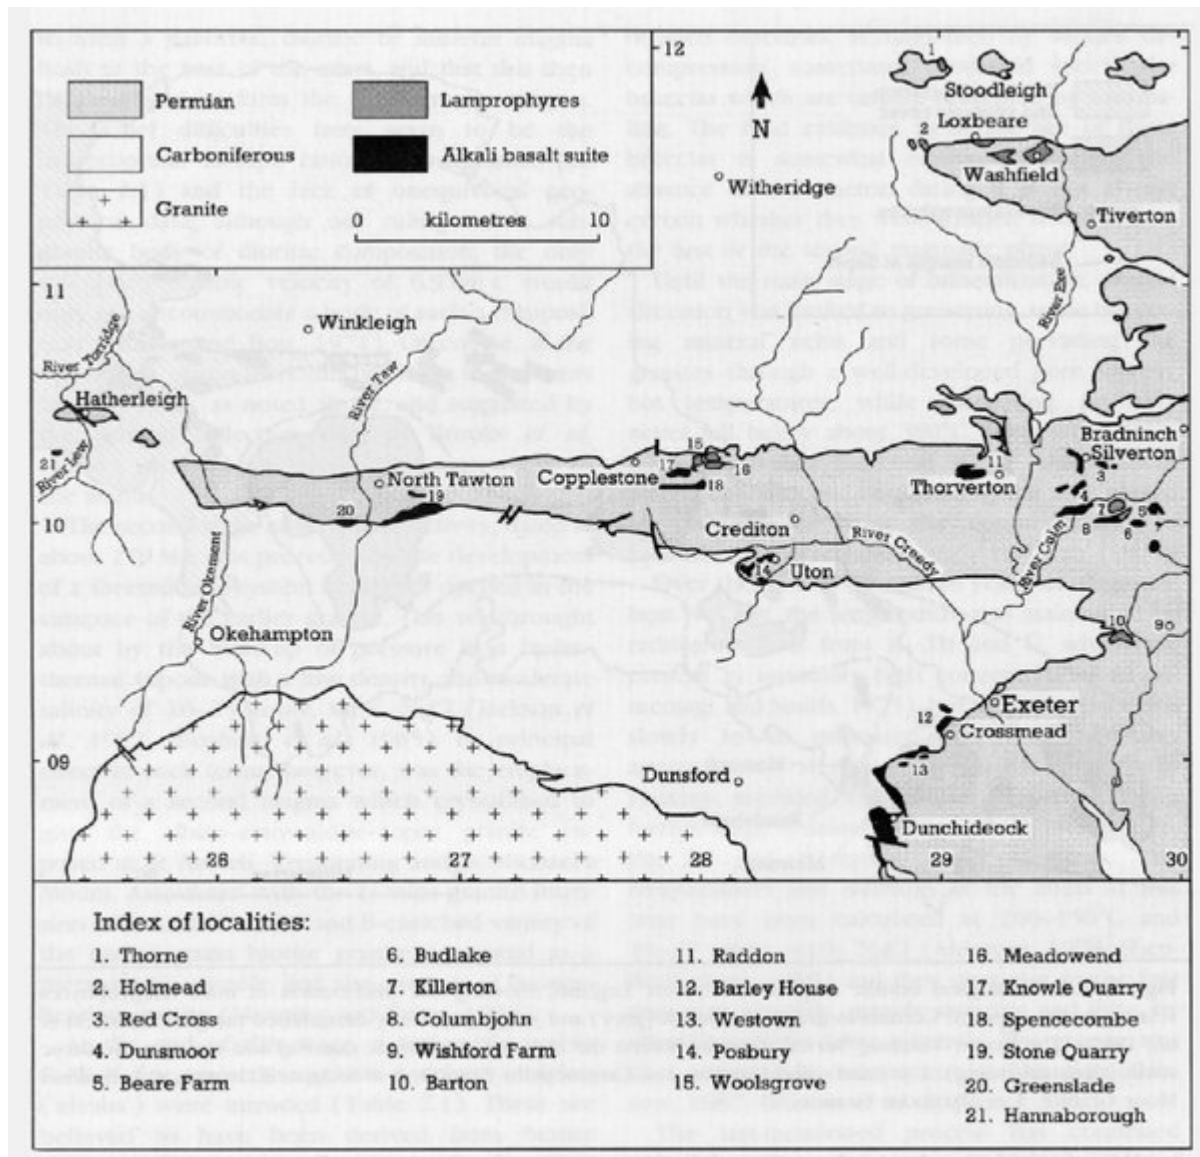 12
1
Stoodleigh
Permian
Lamprophyres
Loxbeare
N
2
Carboniferous
Alkali basalt suite
Washfield
Witheridge
Granite
Tiverton
0 kilometres 10
11
River Exe
Winkleigh
River Torridge
River Taw
Hatherleigh
Bradninch
15
Silverton
21
River Lew
17
16
11
3
North Tawton
Copplestone
18
Thorverton
4
19
20
7
5
10
Crediton
8
6
River Creedy
River Culm
14
Uton
River Okement
10
9
Okehampton
Exeter
12
Crossmead
13
09
Dunsford
Dunchideock
26
27
28
29
30
Index of localities:
1. Thorne
2. Holmead
3. Red Cross
4. Dunsmoor
5. Beare Farm
6. Budlake
7. Killerton
8. Columbjohn
9. Wishford Farm
10. Barton
11. Raddon
12. Barley House
13. Westown
14. Posbury
15. Woolsgrove
16. Meadowend
17. Knowle Quarry
18. Spencecombe
19. Stone Quarry
20. Greenslade
21. Hannaborough